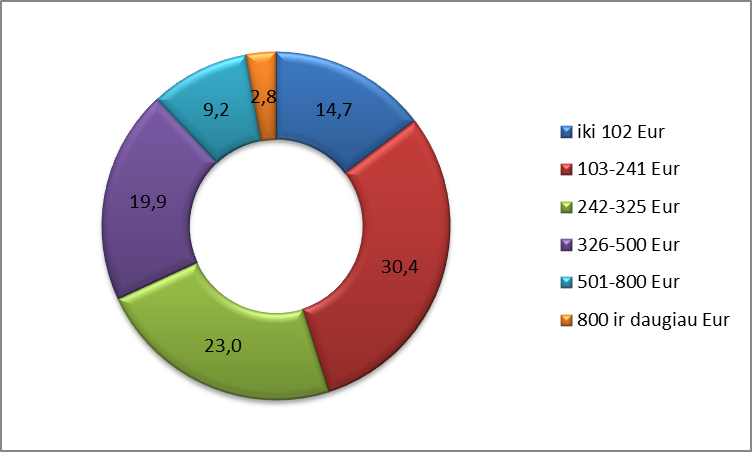 14,7
30,4
23,0
19,9
9,2
2,8
iki 102 Eur
103-241 Eur
242-325 Eur
326-500 Eur
501-800 Eur
800 ir daugiau Eur